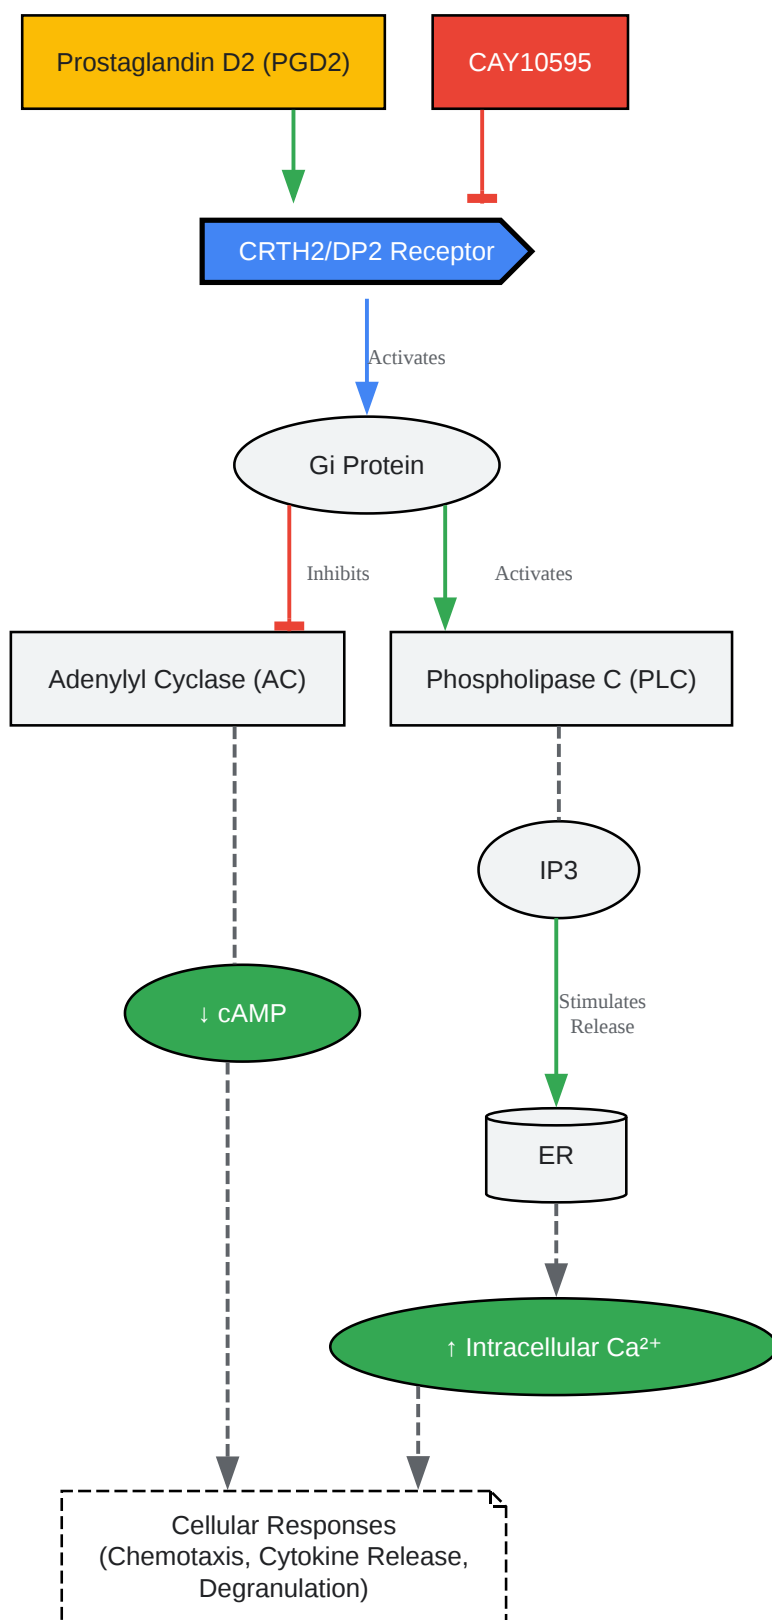 Prostaglandin D2 (PGD2)
CAY10595
CRTH2/DP2 Receptor
Activates
Gi Protein
Inhibits
Activates
Adenylyl Cyclase (AC)
Phospholipase C (PLC)
IP3
↓ cAMP
Stimulates
Release
ER
↑ Intracellular Ca²⁺
Cellular Responses
(Chemotaxis, Cytokine Release,
Degranulation)